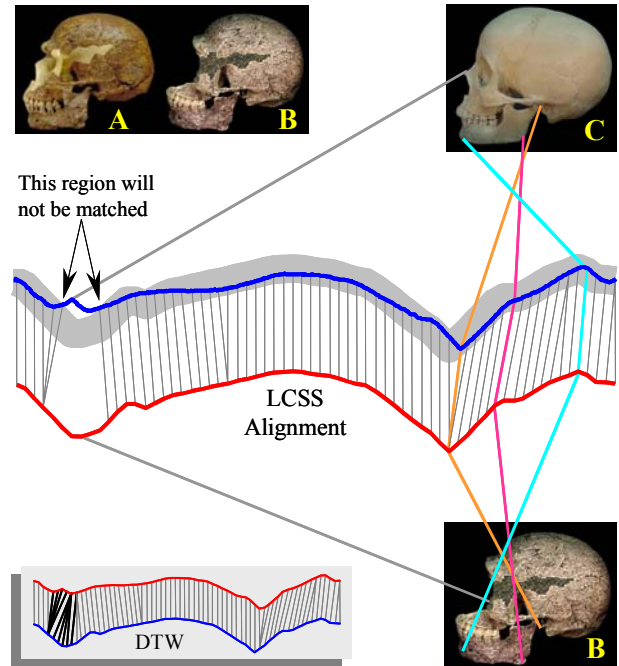 A
B
C
This region will
not be matched
LCSS
Alignment
B
DTW